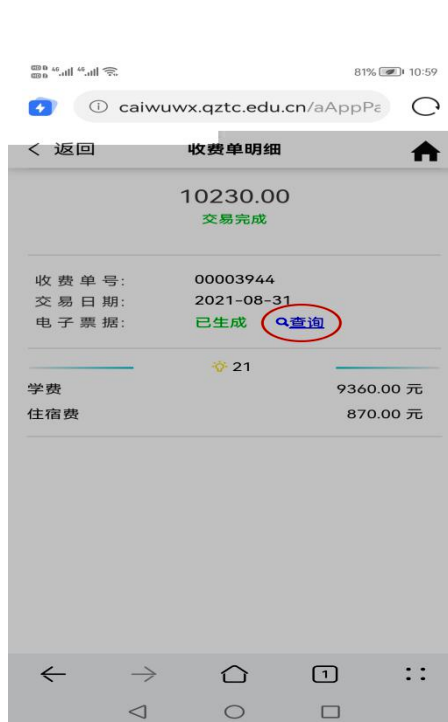 81% 10:59
caiwuwx.qztc.edu.cn/aAppPa
< 返回 收费单明细
10230.00
交易完成
收费单号: 00003944
交易日期: 2021-08-31
电子票据: 已生成 查询
21
学费 9360.00 元
住宿费 870.00 元
1